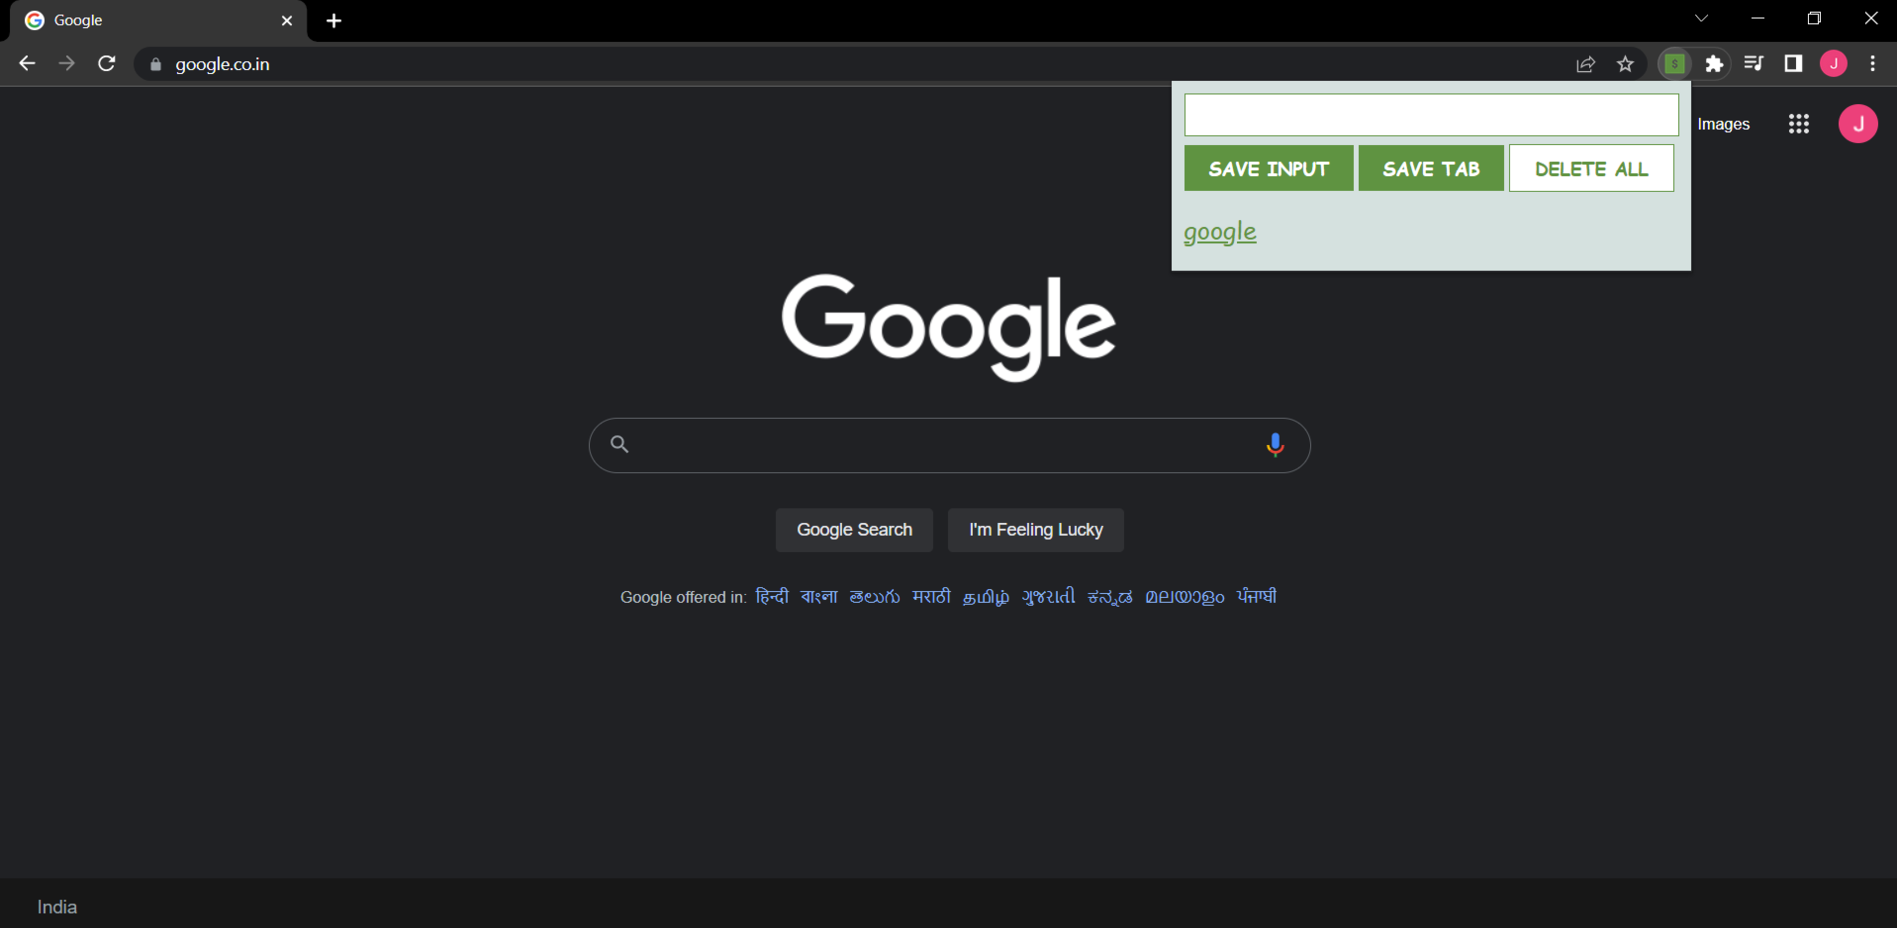 Google
google.co.in
J
$
SAVE INPUT SAVE TAB DELETE ALL
google
Images
J
Google
Google Search I'm Feeling Lucky
Google offered in: हिन्दी বাংলা తెలుగు मराठी தமிழ் ગુજરાતી ಕನ್ನಡ മലയാളം ਪੰਜਾਬੀ
India